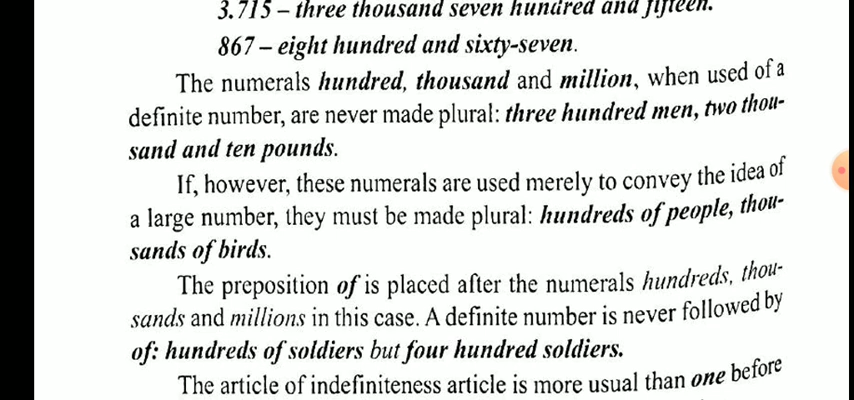 3.715 – three thousand seven hundred and fifteen.
867 – eight hundred and sixty-seven.
The numerals hundred, thousand and million, when used of a
definite number, are never made plural: three hundred men, two thou-
sand and ten pounds.
If, however, these numerals are used merely to convey the idea of
a large number, they must be made plural: hundreds of people, thou-
sands of birds.
The preposition of is placed after the numerals hundreds, thou-
sands and millions in this case. A definite number is never followed by
of: hundreds of soldiers but four hundred soldiers.
The article of indefiniteness article is more usual than one before